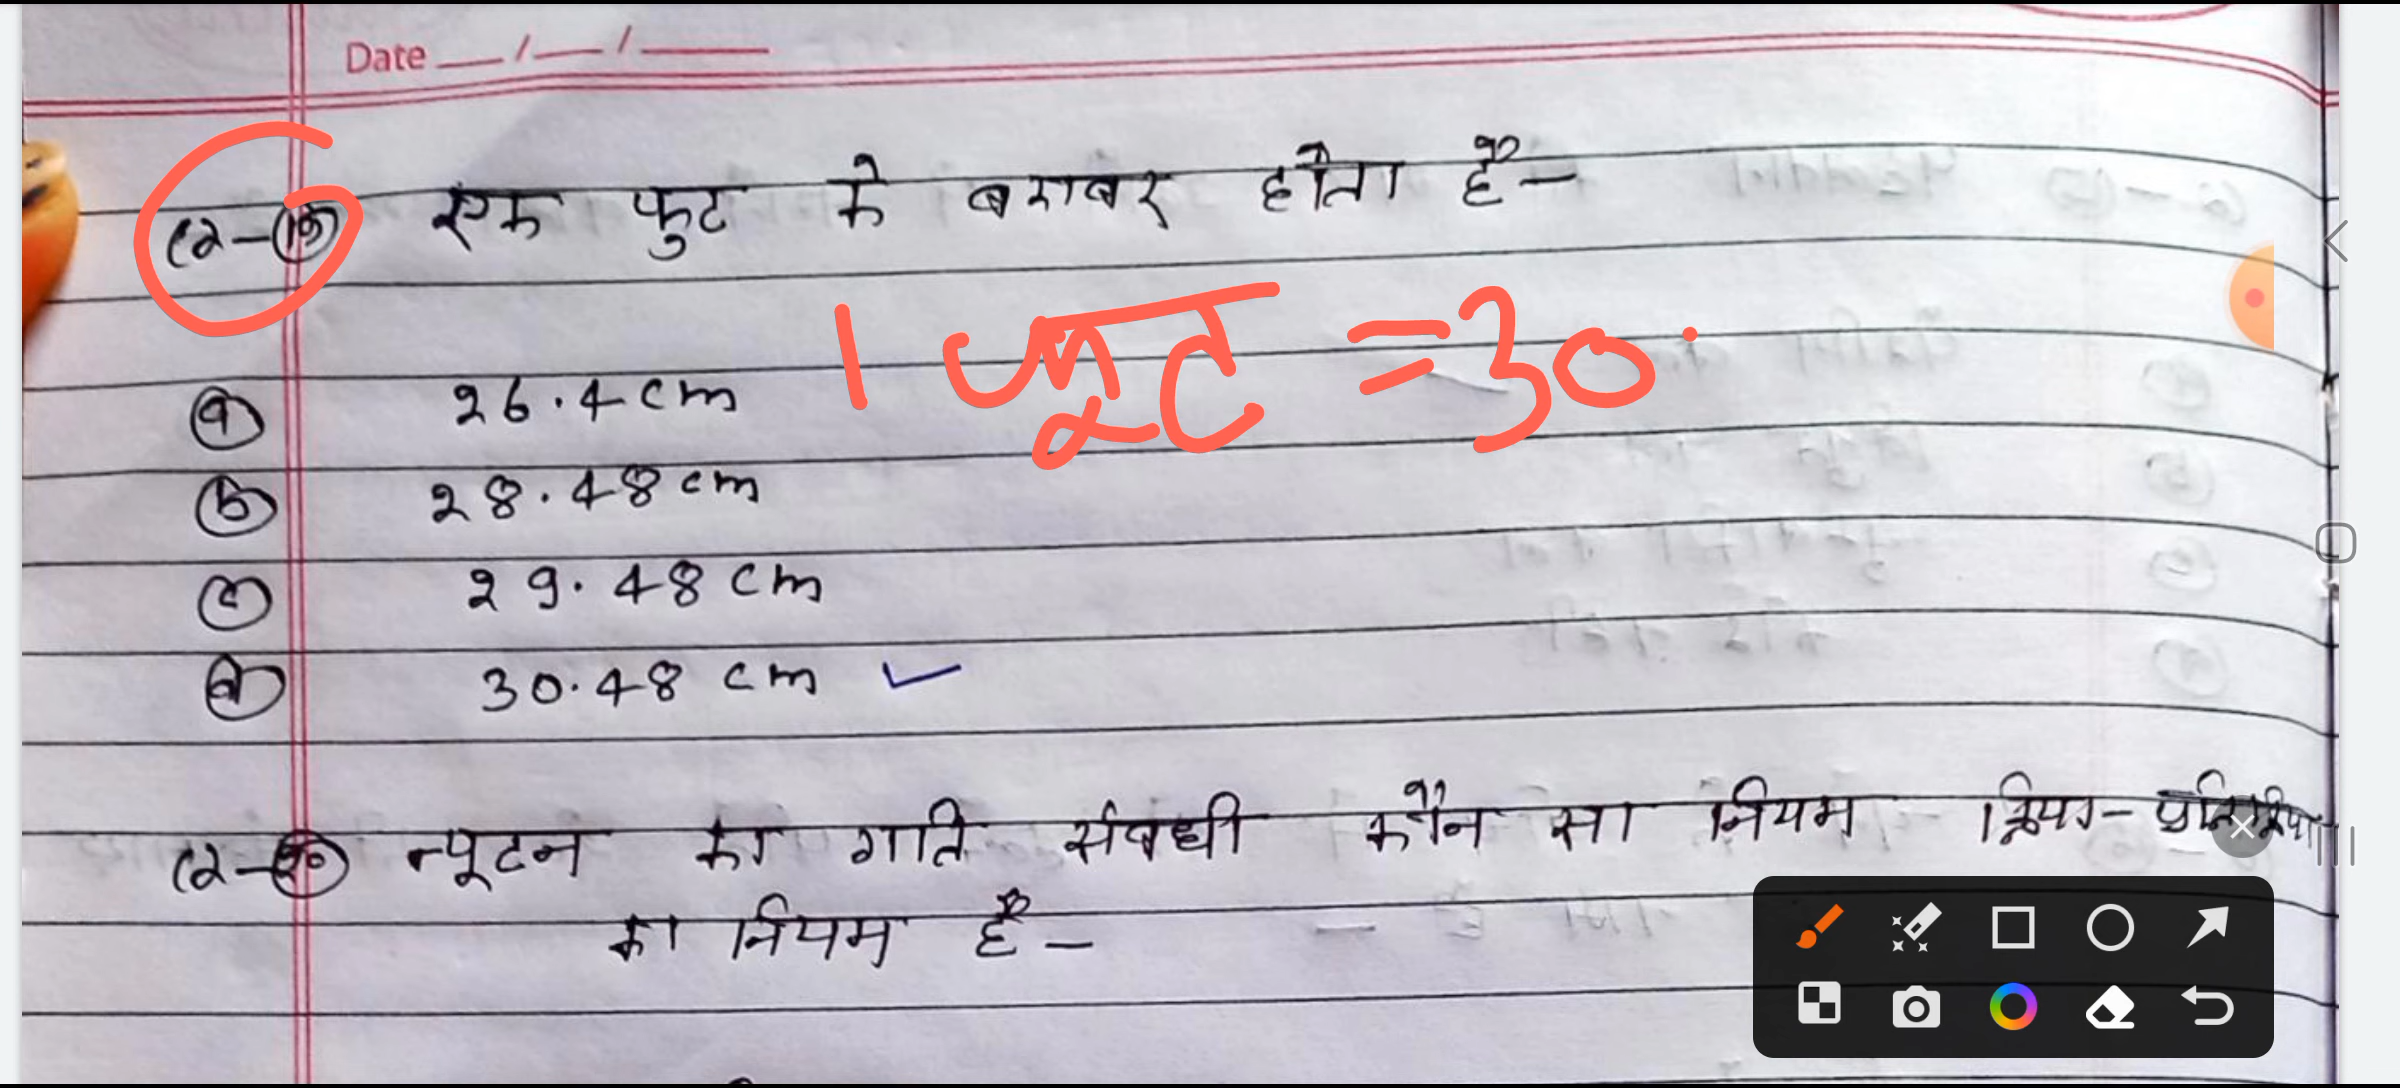 Date __/__/____
Q-19 एक फुट के बराबर होता है -
1 फुट = 30.
a 26.4 cm
b 28.48 cm
c 29.48 cm
d 30.48 cm ✓
Q-20 न्यूटन का गति संबधी कौन सा नियम क्रिया - प्रतिक्रिया
का नियम है -